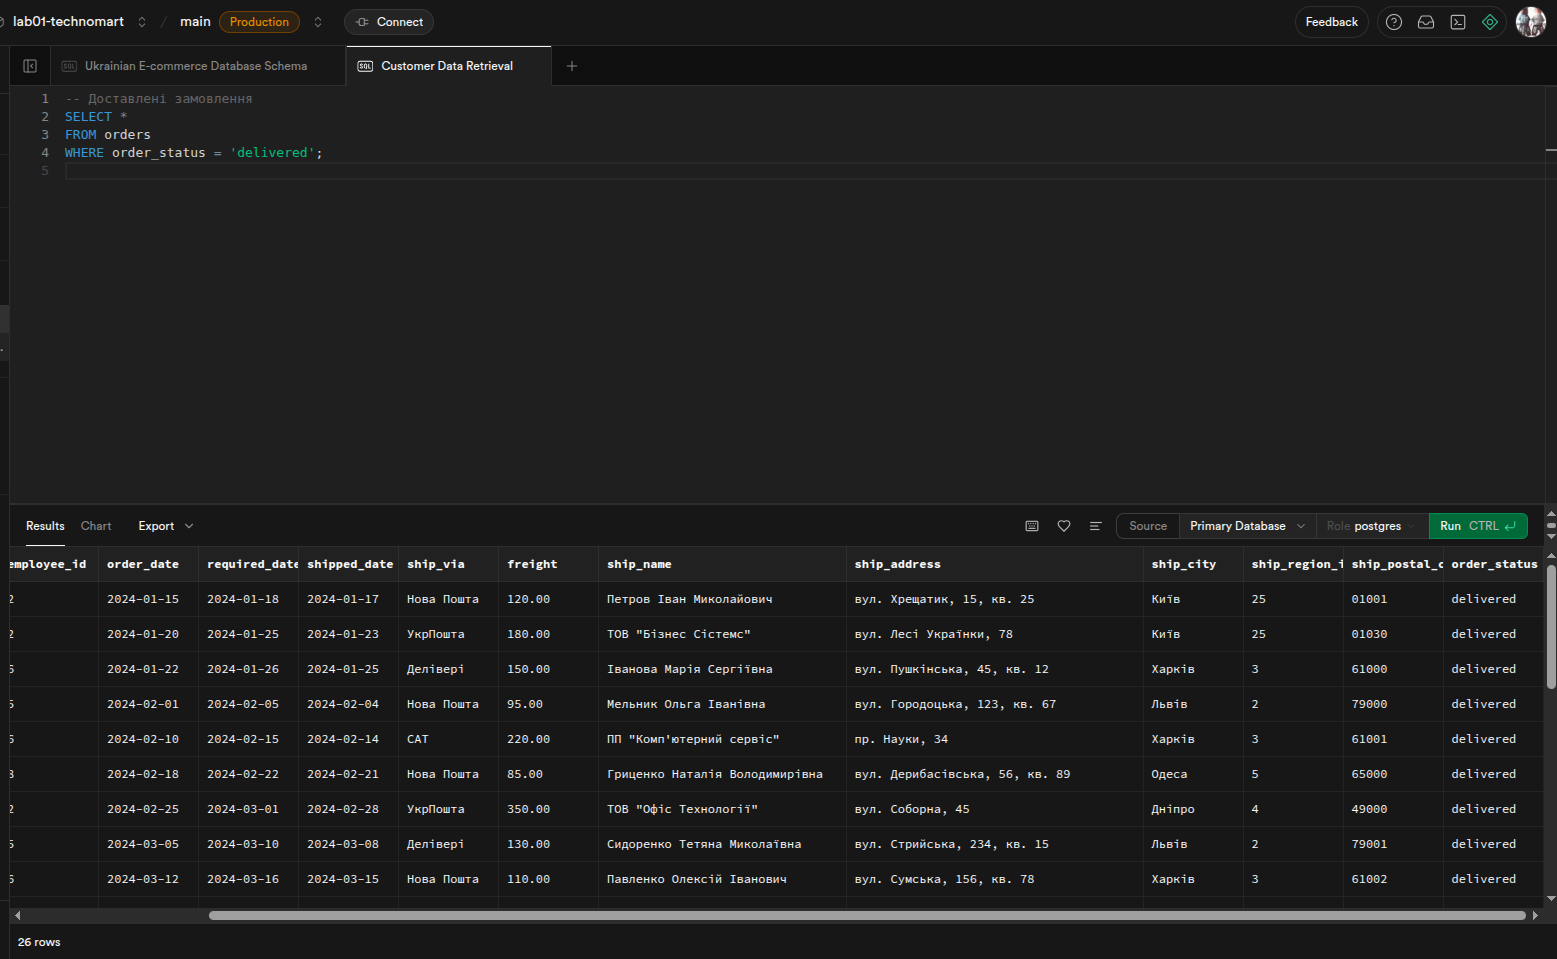 lab01-technomart / main Production Connect Feedback
Ukrainian E-commerce Database Schema Customer Data Retrieval
1 -- Доставлені замовлення
2 SELECT *
3 FROM orders
4 WHERE order_status = 'delivered';
5
Results Chart Export Source Primary Database Role postgres Run CTRL
employee_id order_date required_date shipped_date ship_via freight ship_name ship_address ship_city ship_region_i ship_postal_c order_status
2 2024-01-15 2024-01-18 2024-01-17 Нова Пошта 120.00 Петров Іван Миколайович вул. Хрещатик, 15, кв. 25 Київ 25 01001 delivered
2 2024-01-20 2024-01-25 2024-01-23 УкрПошта 180.00 ТОВ "Бізнес Сістемс" вул. Лесі Українки, 78 Київ 25 01030 delivered
6 2024-01-22 2024-01-26 2024-01-25 Делівері 150.00 Іванова Марія Сергіївна вул. Пушкінська, 45, кв. 12 Харків 3 61000 delivered
5 2024-02-01 2024-02-05 2024-02-04 Нова Пошта 95.00 Мельник Ольга Іванівна вул. Городоцька, 123, кв. 67 Львів 2 79000 delivered
6 2024-02-10 2024-02-15 2024-02-14 САТ 220.00 ПП "Комп'ютерний сервіс" пр. Науки, 34 Харків 3 61001 delivered
8 2024-02-18 2024-02-22 2024-02-21 Нова Пошта 85.00 Гриценко Наталія Володимирівна вул. Дерибасівська, 56, кв. 89 Одеса 5 65000 delivered
2 2024-02-25 2024-03-01 2024-02-28 УкрПошта 350.00 ТОВ "Офіс Технології" вул. Соборна, 45 Дніпро 4 49000 delivered
5 2024-03-05 2024-03-10 2024-03-08 Делівері 130.00 Сидоренко Тетяна Миколаївна вул. Стрийська, 234, кв. 15 Львів 2 79001 delivered
6 2024-03-12 2024-03-16 2024-03-15 Нова Пошта 110.00 Павленко Олексій Іванович вул. Сумська, 156, кв. 78 Харків 3 61002 delivered
26 rows